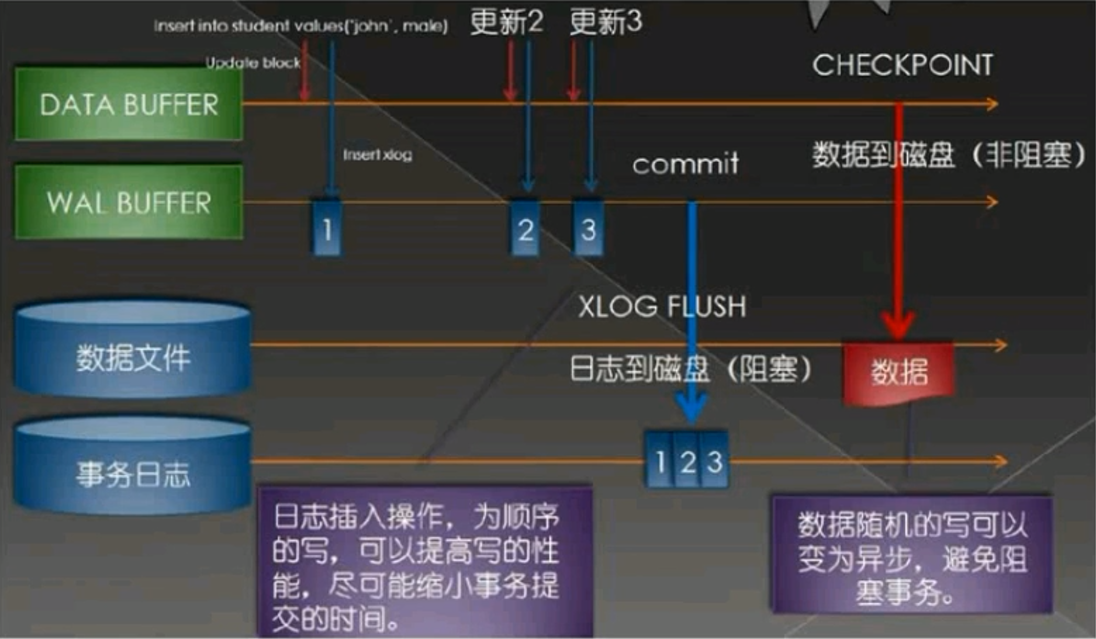 Insert into student values('john', male)
更新2
更新3
Update block
CHECKPOINT
DATA BUFFER
Insert xlog
commit
数据到磁盘（非阻塞）
WAL BUFFER
1
2
3
XLOG FLUSH
数据文件
日志到磁盘（阻塞）
数据
事务日志
1 2 3
日志插入操作，为顺序
的写，可以提高写的性
能，尽可能缩小事务提
交的时间。
数据随机的写可以
变为异步，避免阻
塞事务。